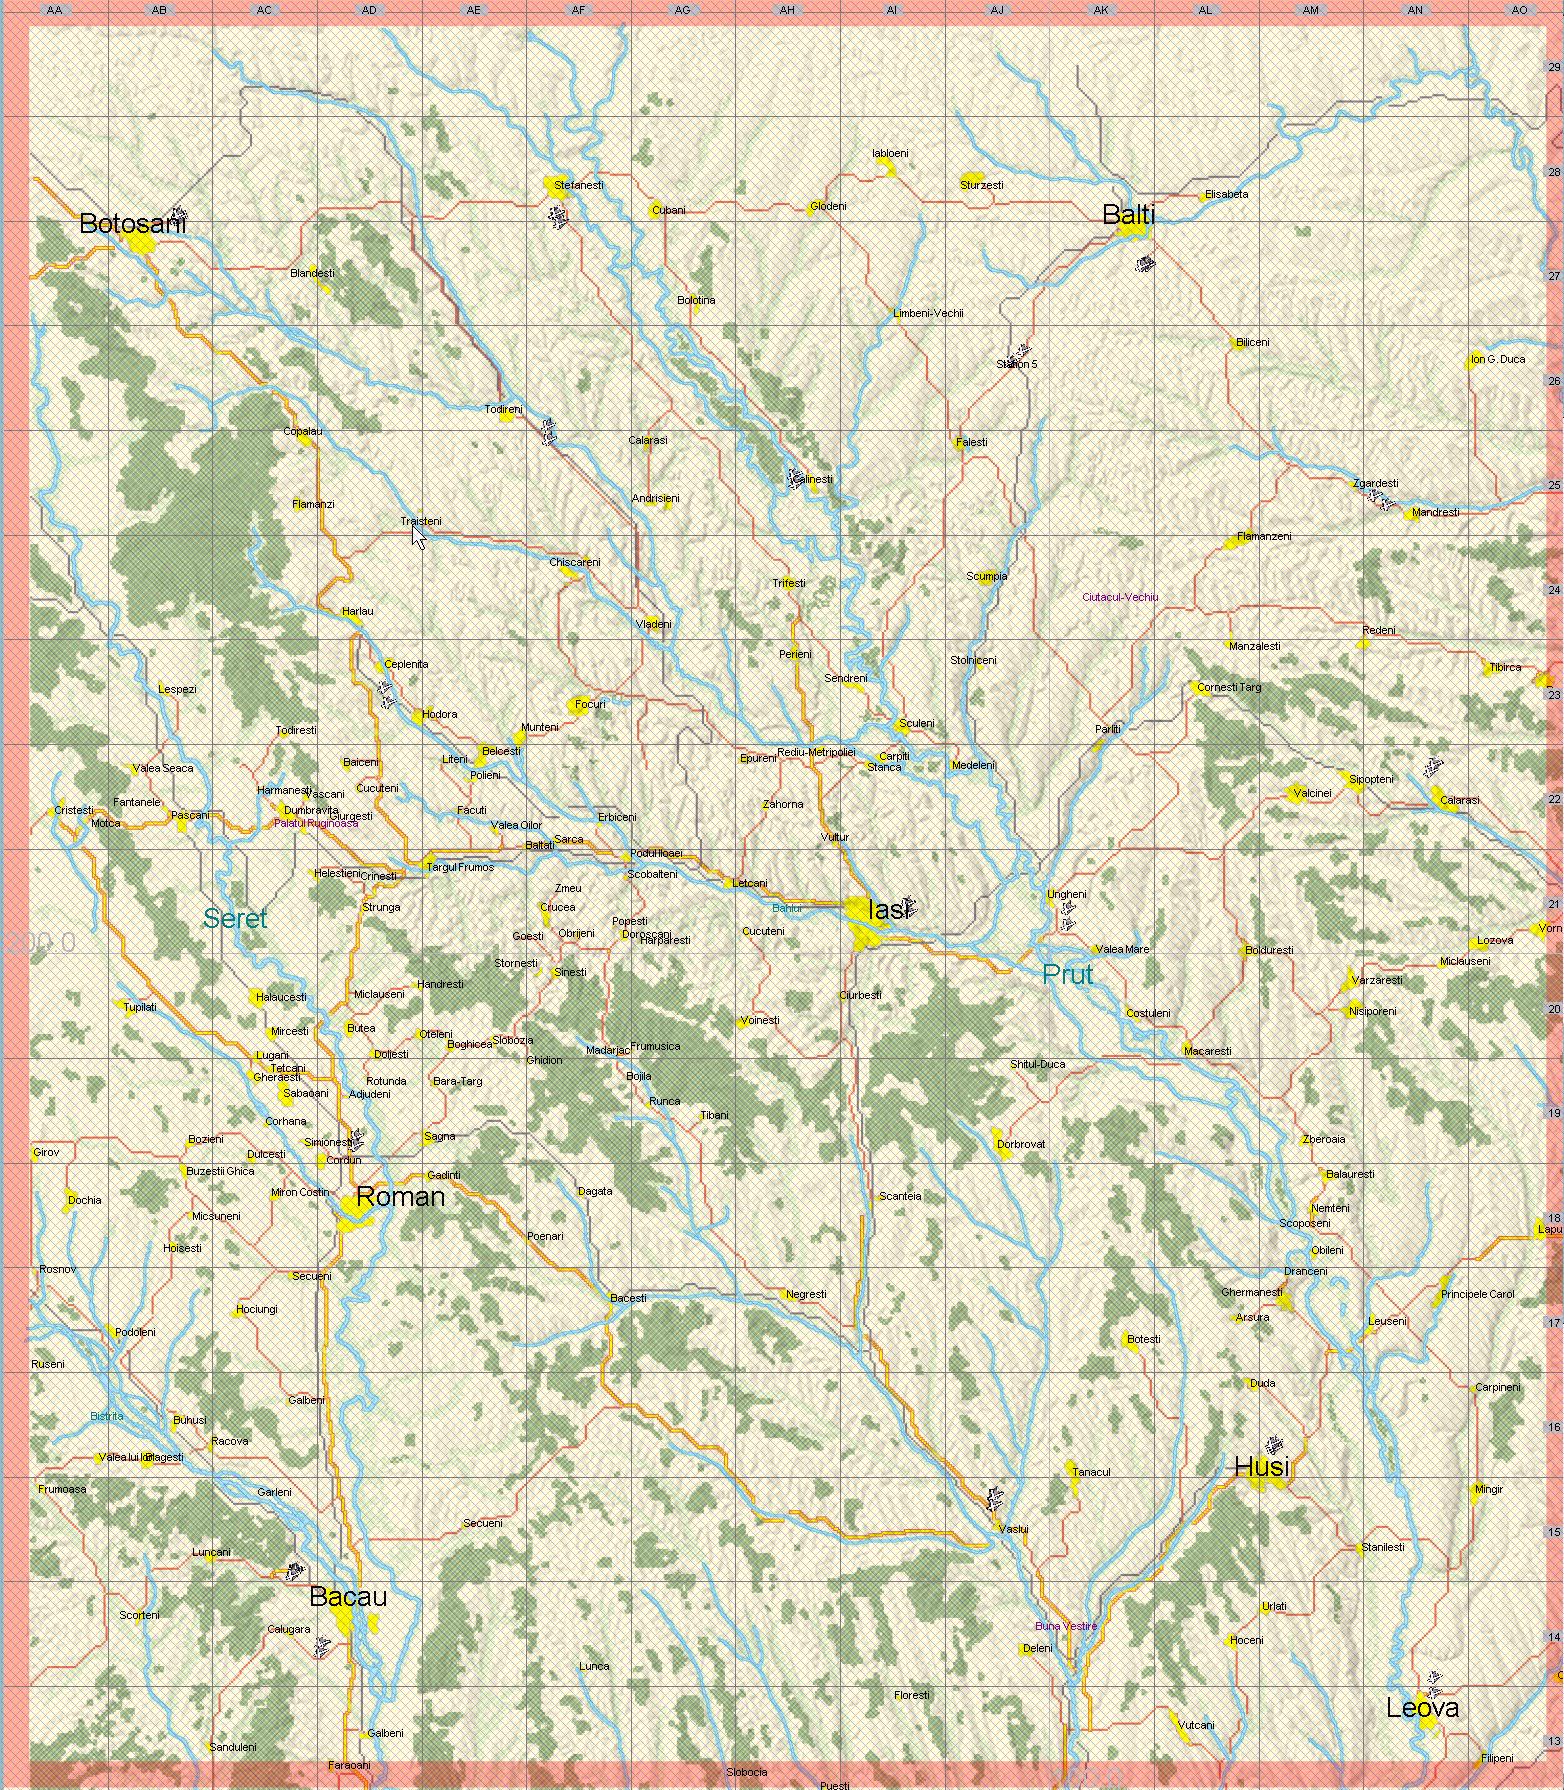 AA AB AC AD AE AF AG AH AI AJ AK AL AM AN AO
29
Iabloeni
28
Stefanesti Sturzesti
Elisabeta
Cubani Glodeni
Botosani Balti
Blandesti 27
Bolotina
Limbeni-Vechii
Biliceni
Station 5 Ion G. Duca
26
Todireni
Copalau Calarasi Falesti
Zgardesti 25
Flamanzi Andrisieni Mandresti
Traisteni
Flamanzeni
Chiscareni
Trifesti Scumpia
24
Ciutacul-Vechiu
Harlau
Vladeni Redeni
Manzalesti
Perieni
Ceplenita Stolniceni Tibirca
Sendreni
Lespezi Cornesti Targ 23
Focuri
Hodora
Sculeni
Todiresti Munteni Parliti
Belcesti Rediu-Metripoliei
Liteni Epureni Carpiti
Baiceni Stanca Medeleni
Valea Seaca Polieni Sipopteni
Harmanesti Cucuteni Valcinei
Vascani
Fantanele Zahorna Calarasi 22
Cristesti Dumbravita Facuti
Pascani Giurgesti Erbiceni
Motca Palatul Ruginoasa Valea Oilor
Sarca Vultur
Baltati
Podul Iloaei
Targul Frumos
Helestieni Crinesti Scobalteni
Letcani
Zmeu Ungheni
Strunga Crucea Bahlui Iasi 21
Seret Popesti
200.0 Goesti Obrijeni Doroscani Cucuteni Vorn
Harparesti Lozova
Valea Mare Bolduresti
Stornesti Miclauseni
Sinesti Prut
Handresti Varzaresti
Miclauseni Ciurbesti
Halaucesti
Tupilati Costuleni Nisiporeni 20
Voinesti
Butea
Mircesti Oteleni
Boghicea Slobozia
Madarjac Frumusica Macaresti
Lugani Doljesti
Ghidion
Tetcani Shitul-Duca
Gheraesti Bojila
Rotunda Bara-Targ
Sabaoani Adjudeni
Runca 19
Corhana Tibani
Bozieni Simionesti Sagna Zberoaia
Dorbrovat
Girov Dulcesti Cordun
Buzestii Ghica Gadinti Balauresti
Miron Costin Dagata
Dochia Roman Scanteia
Micsuneni Nemteni 18
Scoposeni
Hoisesti Poenari Lapu
Obileni
Rosnov Secueni Dranceni
Ghermanesti
Bacesti Negresti Principele Carol
Hociungi Arsura Leuseni 17
Podoleni Botesti
Ruseni
Duda Carpineni
Galbeni
Bistrita Buhusi 16
Racova
Valea lui Ion Blagesti Husi
Tanacul
Frumoasa Garleni Mingir
Secueni Vaslui 15
Luncani Stanilesti
Bacau
Scorteni Urlati
Calugara Buna Vestire 14
Hoceni
Deleni
Lunca
Floresti
Leova
Vutcani
Galbeni
Sanduleni 13
Filipeni
Faraoahi
Slobocia
Puesti